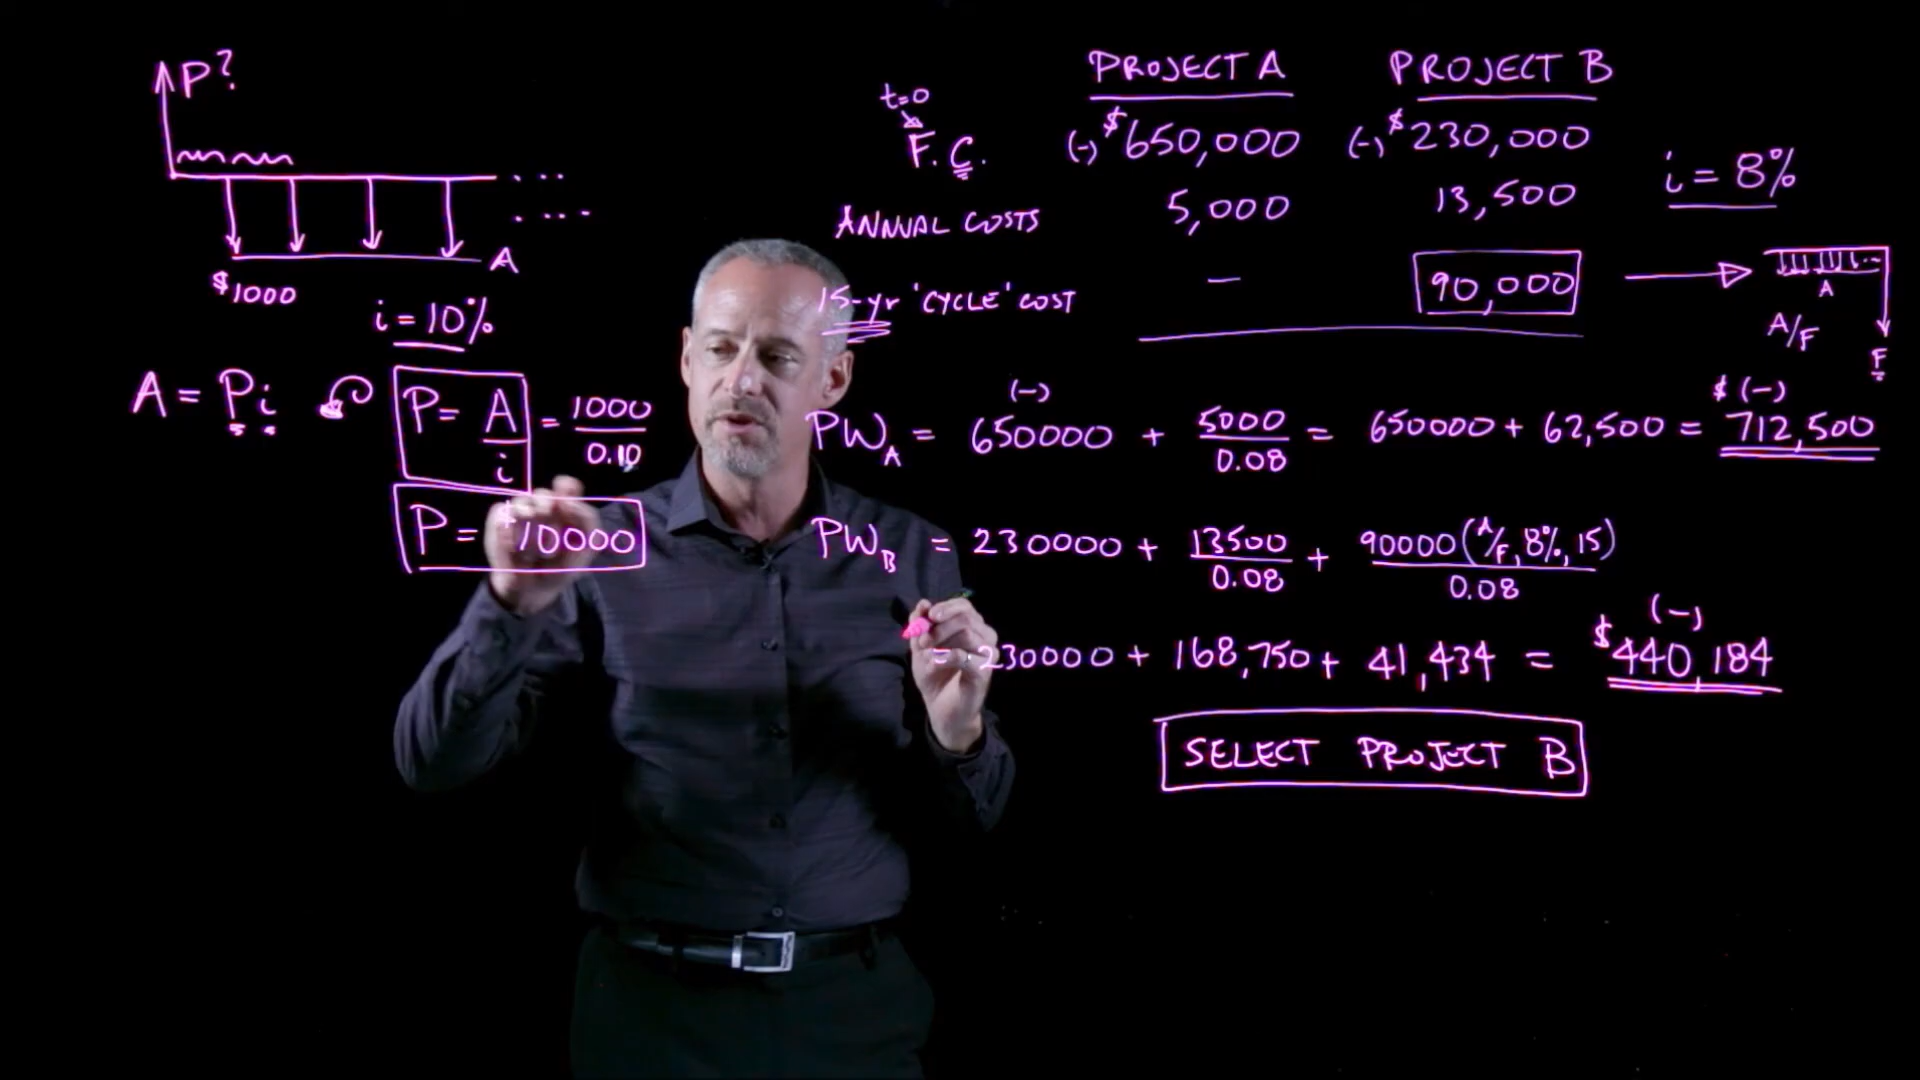 P?
$1000
A
i = 10%
A = Pi
P = A/i = 1000/0.10
P = $10000
PROJECT A PROJECT B
t=0
F.C. (-) $650,000 (-) $230,000
i = 8%
ANNUAL COSTS 5,000 13,500
15-yr 'CYCLE' COST — 90,000
A
A/F
F
(-) $ (-)
PW_A = 650000 + 5000/0.08 = 650000 + 62,500 = 712,500
PW_B = 230000 + 13500/0.08 + 90000(A/F, 8%, 15)/0.08
(-)
= 230000 + 168,750 + 41,434 = $440,184
SELECT PROJECT B